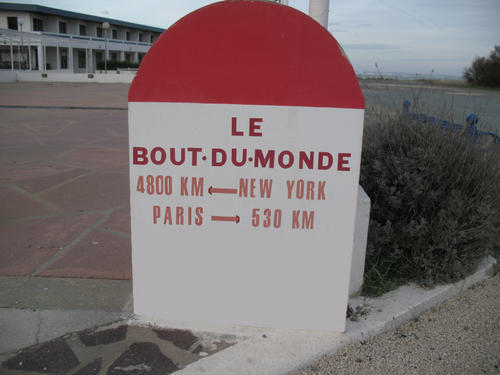 LE
BOUT·DU·MONDE
4800 KM ← NEW YORK
PARIS → 530 KM